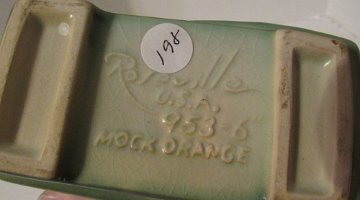 198
Roseville
U.S.A.
953-6"
MOCK ORANGE